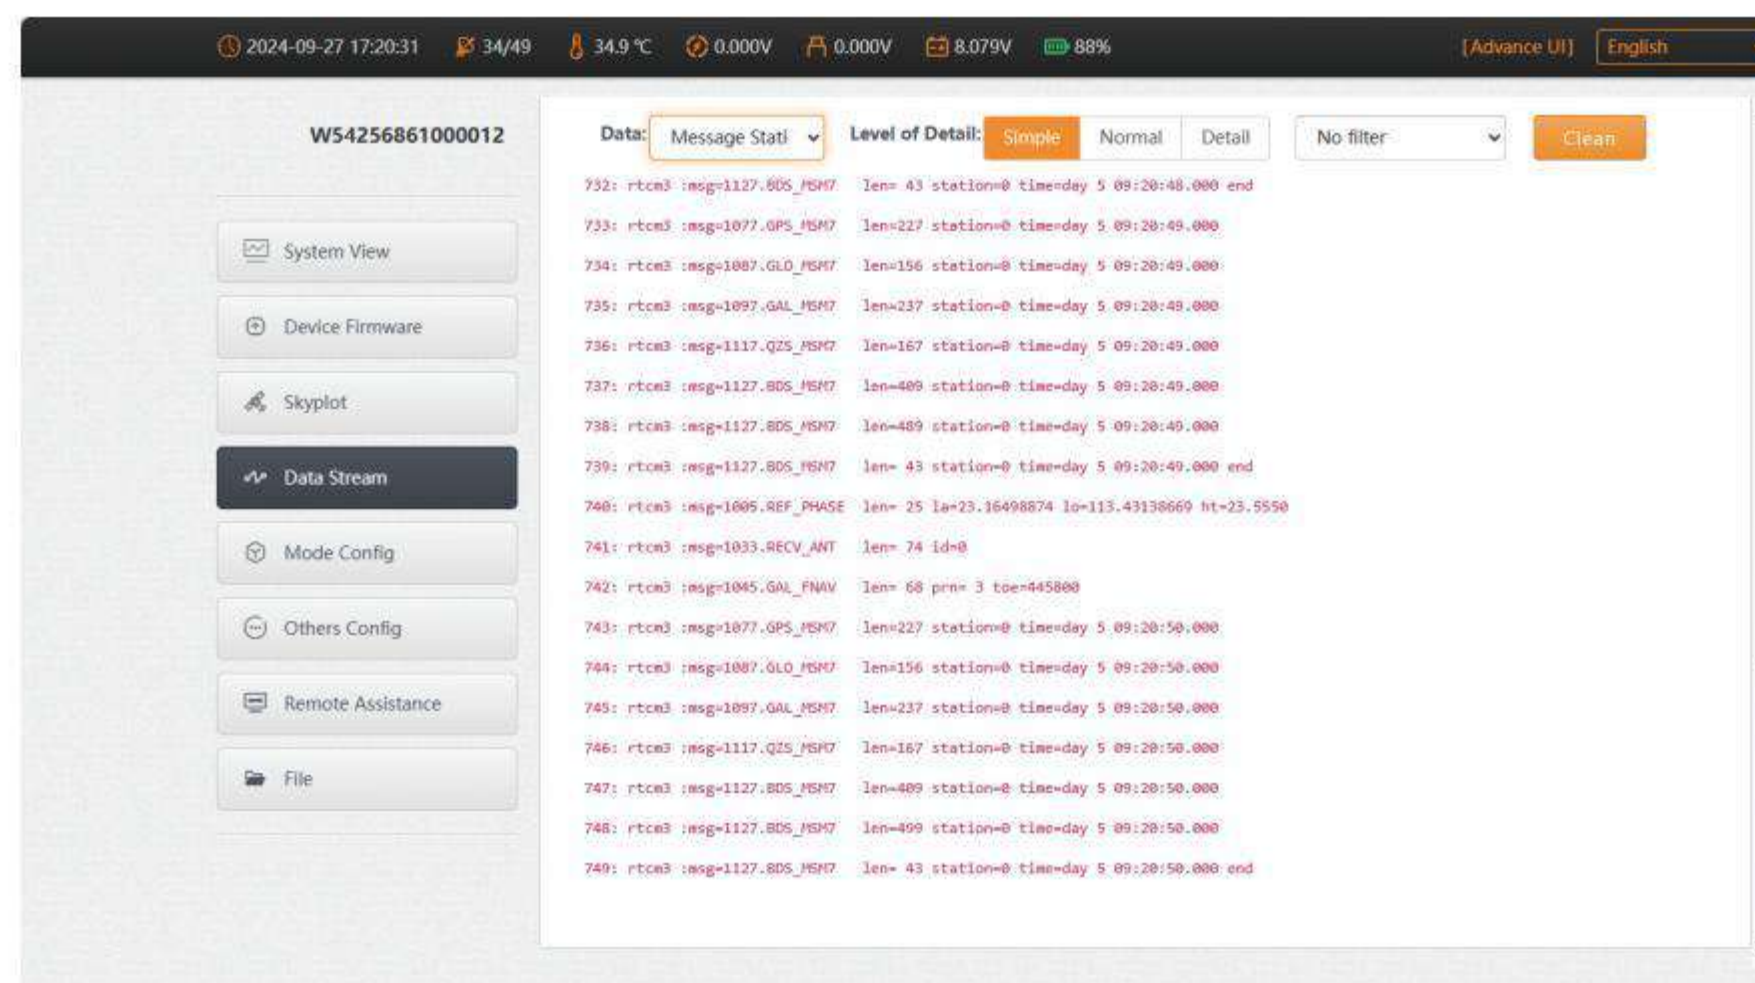 2024-09-27 17:20:31 34/49 34.9 ℃ 0.000V 0.000V 8.079V 88% [Advance UI] English
W54256861000012
System View
Device Firmware
Skyplot
Data Stream
Mode Config
Others Config
Remote Assistance
File
Data: Message Stati Level of Detail: Simple Normal Detail No filter Clean
732: rtcm3 :msg=1127.BDS_MSM7 len= 43 station=0 time=day 5 09:20:48.000 end
733: rtcm3 :msg=1077.GPS_MSM7 len=227 station=0 time=day 5 09:20:49.000
734: rtcm3 :msg=1087.GLO_MSM7 len=156 station=0 time=day 5 09:20:49.000
735: rtcm3 :msg=1097.GAL_MSM7 len=237 station=0 time=day 5 09:20:49.000
736: rtcm3 :msg=1117.QZS_MSM7 len=167 station=0 time=day 5 09:20:49.000
737: rtcm3 :msg=1127.BDS_MSM7 len=409 station=0 time=day 5 09:20:49.000
738: rtcm3 :msg=1127.BDS_MSM7 len=489 station=0 time=day 5 09:20:49.000
739: rtcm3 :msg=1127.BDS_MSM7 len= 43 station=0 time=day 5 09:20:49.000 end
740: rtcm3 :msg=1005.REF_PHASE len= 25 la=23.16498874 lo=113.43138669 ht=23.5550
741: rtcm3 :msg=1033.RECV_ANT len= 74 id=0
742: rtcm3 :msg=1045.GAL_FNAV len= 68 prn= 3 toe=445800
743: rtcm3 :msg=1077.GPS_MSM7 len=227 station=0 time=day 5 09:20:50.000
744: rtcm3 :msg=1087.GLO_MSM7 len=156 station=0 time=day 5 09:20:50.000
745: rtcm3 :msg=1097.GAL_MSM7 len=237 station=0 time=day 5 09:20:50.000
746: rtcm3 :msg=1117.QZS_MSM7 len=167 station=0 time=day 5 09:20:50.000
747: rtcm3 :msg=1127.BDS_MSM7 len=409 station=0 time=day 5 09:20:50.000
748: rtcm3 :msg=1127.BDS_MSM7 len=499 station=0 time=day 5 09:20:50.000
749: rtcm3 :msg=1127.BDS_MSM7 len= 43 station=0 time=day 5 09:20:50.000 end